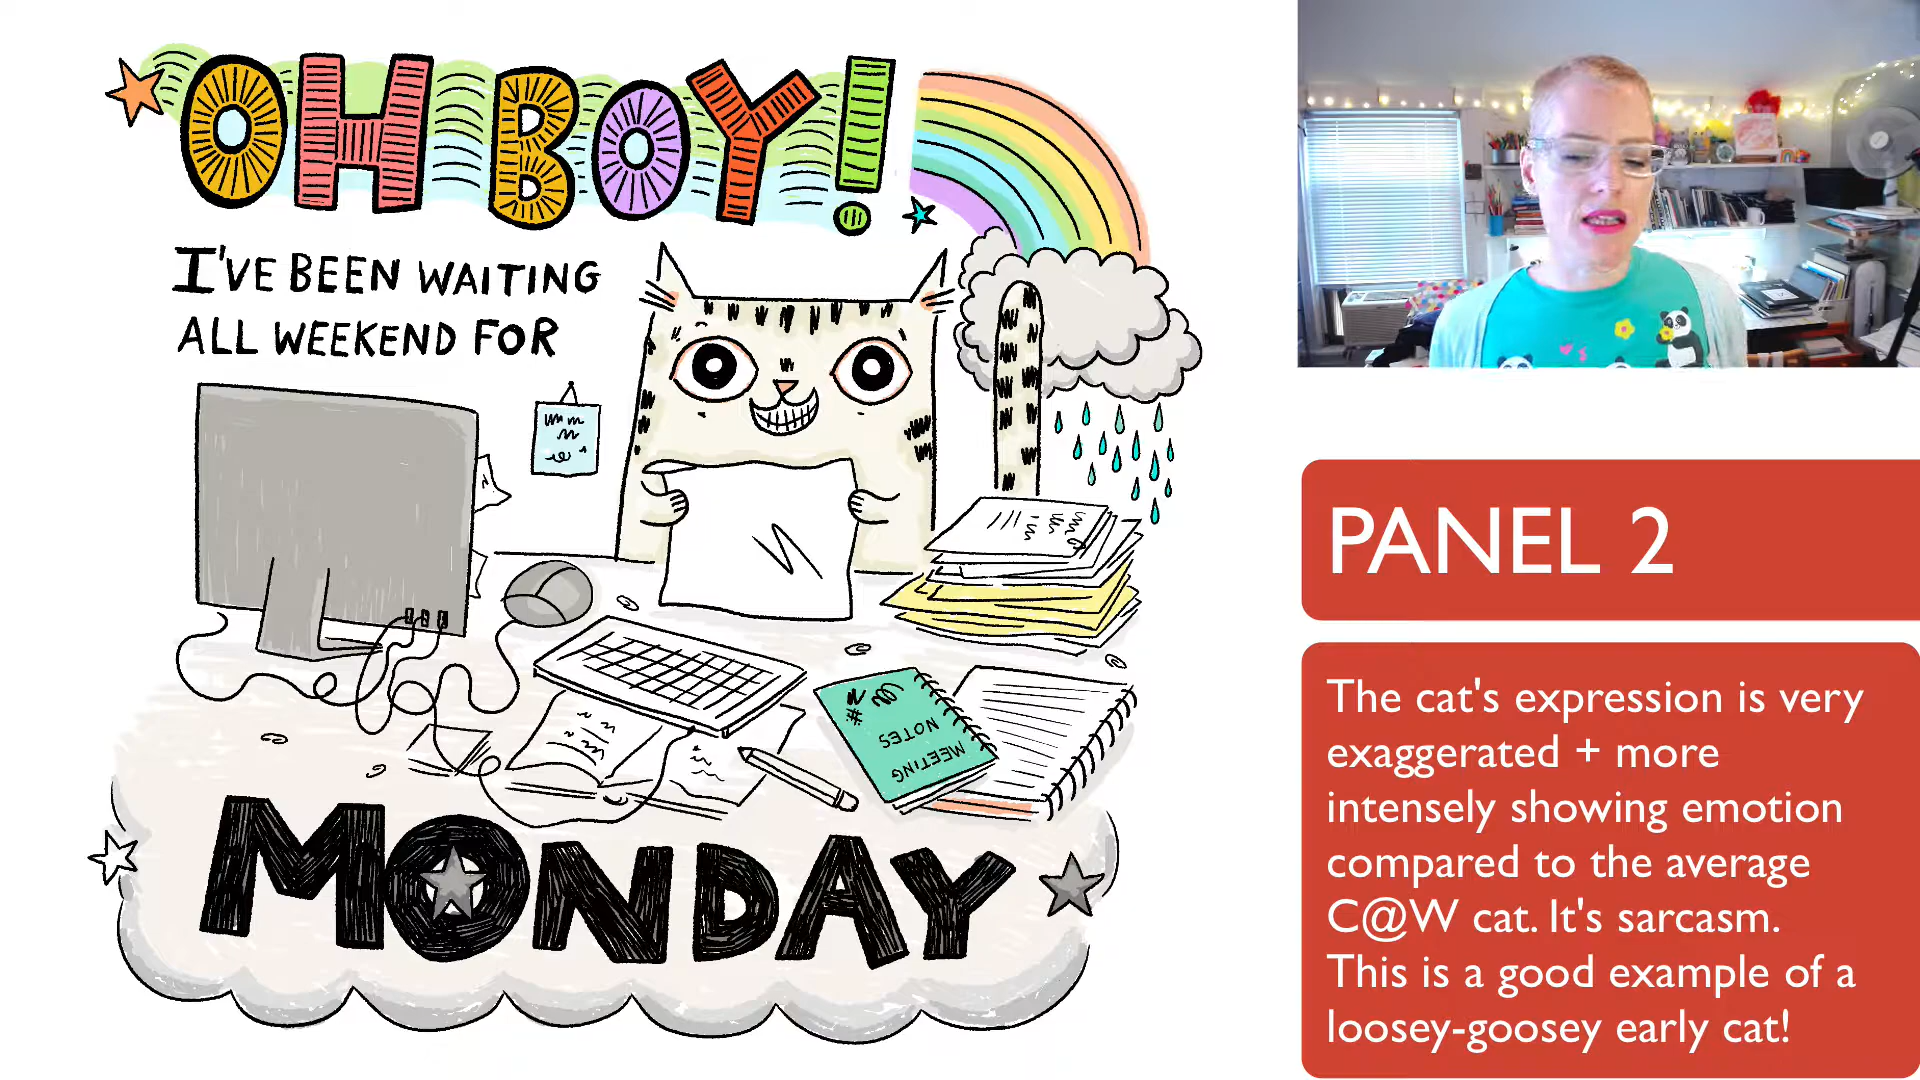 OH BOY!
I'VE BEEN WAITING
ALL WEEKEND FOR
MEETING
NOTES
#2
MONDAY
PANEL 2
The cat's expression is very
exaggerated + more
intensely showing emotion
compared to the average
C@W cat. It's sarcasm.
This is a good example of a
loosey-goosey early cat!